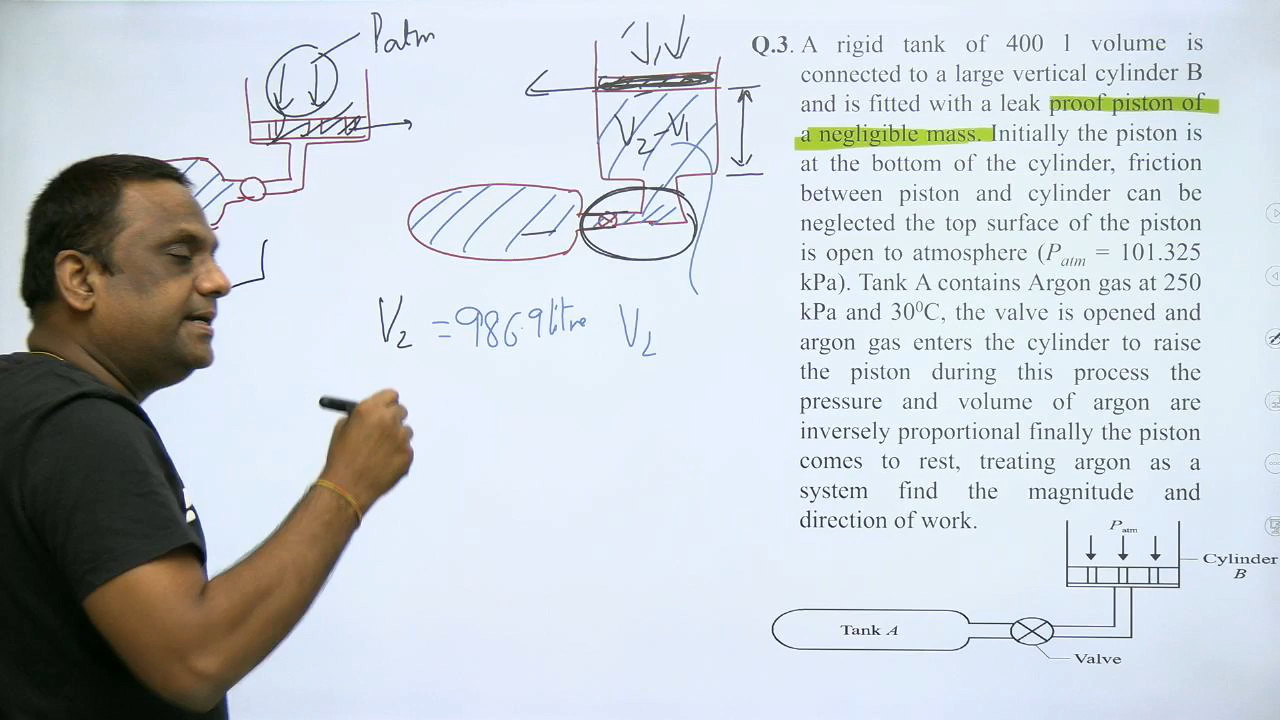 Patm
V₂ - V₁
V₂ = 986.9 litre V₂
Q.3. A rigid tank of 400 l volume is
connected to a large vertical cylinder B
and is fitted with a leak proof piston of
a negligible mass. Initially the piston is
at the bottom of the cylinder, friction
between piston and cylinder can be
neglected the top surface of the piston
is open to atmosphere (Patm = 101.325
kPa). Tank A contains Argon gas at 250
kPa and 30⁰C, the valve is opened and
argon gas enters the cylinder to raise
the piston during this process the
pressure and volume of argon are
inversely proportional finally the piston
comes to rest, treating argon as a
system find the magnitude and
direction of work.
Patm
Cylinder
B
Tank A
Valve